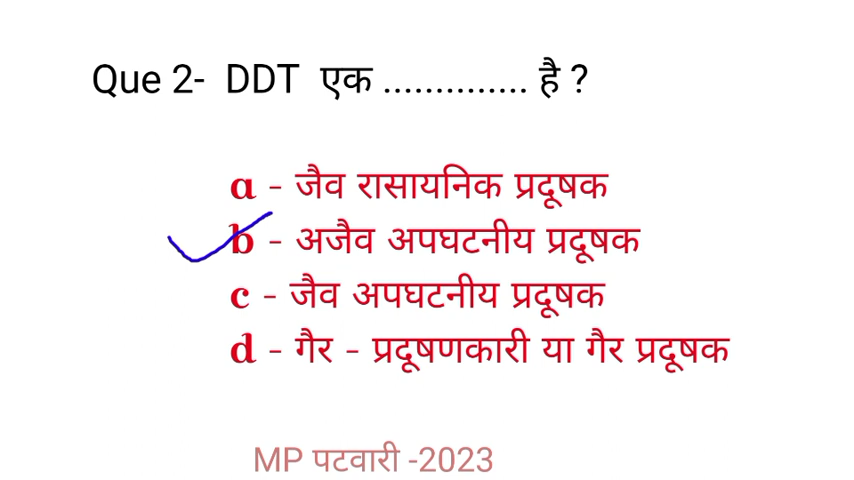 Que 2- DDT एक .............. है ?
a - जैव रासायनिक प्रदूषक
b - अजैव अपघटनीय प्रदूषक
c - जैव अपघटनीय प्रदूषक
d - गैर - प्रदूषणकारी या गैर प्रदूषक
MP पटवारी -2023